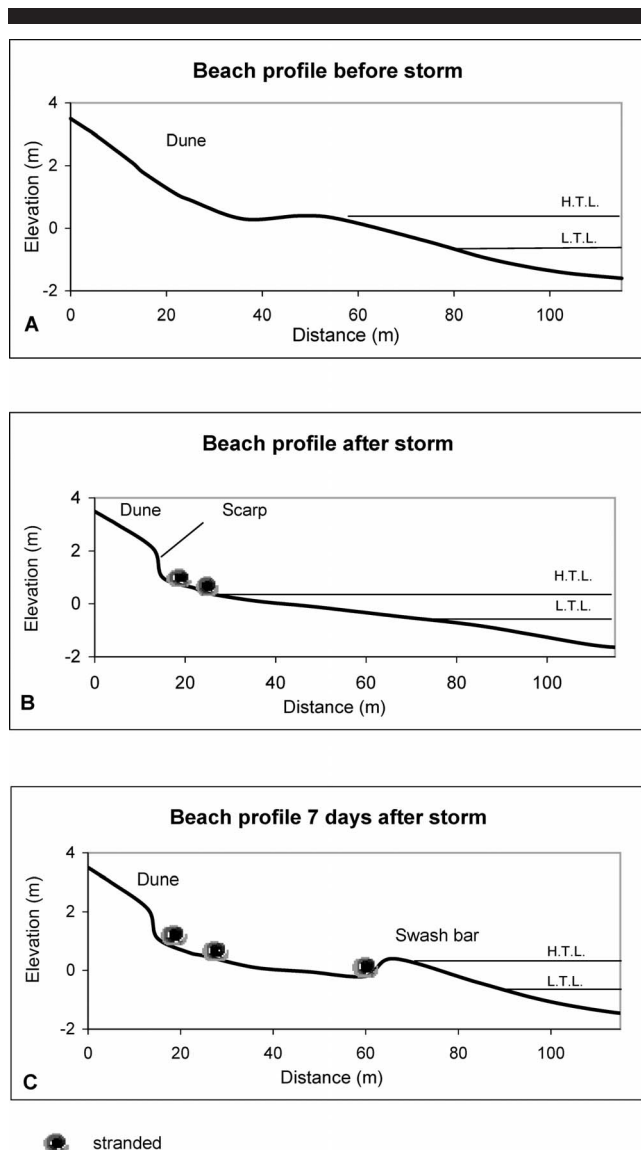 Beach profile before storm
4
Dune
2
H.T.L.
0
L.T.L.
-2
Elevation (m)
A
0 20 40 60 80 100
Distance (m)
Beach profile after storm
4
Dune Scarp
2
H.T.L.
0
L.T.L.
-2
Elevation (m)
B
0 20 40 60 80 100
Distance (m)
Beach profile 7 days after storm
4
Dune
2
Swash bar
H.T.L.
0
L.T.L.
-2
Elevation (m)
C
0 20 40 60 80 100
Distance (m)
stranded